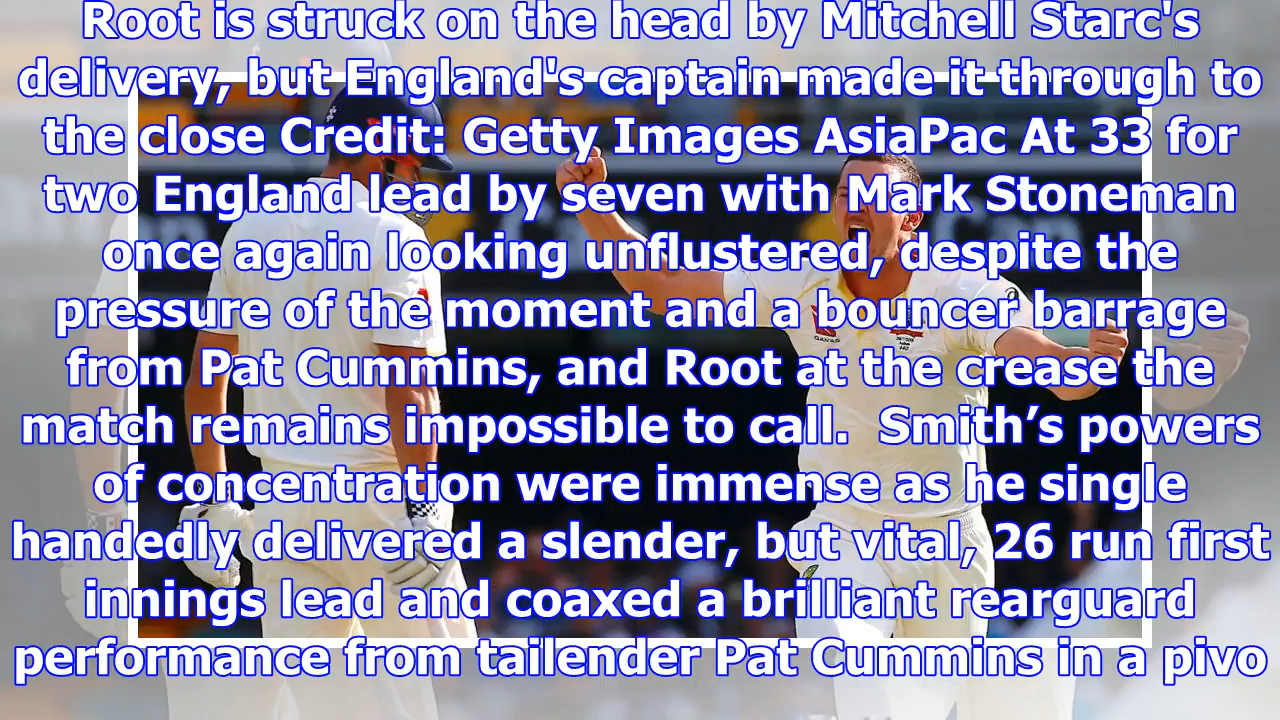 Root is struck on the head by Mitchell Starc's
delivery, but England's captain made it through to
the close Credit: Getty Images AsiaPac At 33 for
two England lead by seven with Mark Stoneman
once again looking unflustered, despite the
pressure of the moment and a bouncer barrage
from Pat Cummins, and Root at the crease the
match remains impossible to call.  Smith’s powers
of concentration were immense as he single
handedly delivered a slender, but vital, 26 run first
innings lead and coaxed a brilliant rearguard
performance from tailender Pat Cummins in a pivo